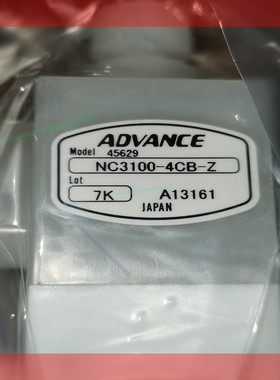 ADVANCE
Model 45629
NC3100-4CB-Z
Lot
7K A13161
JAPAN